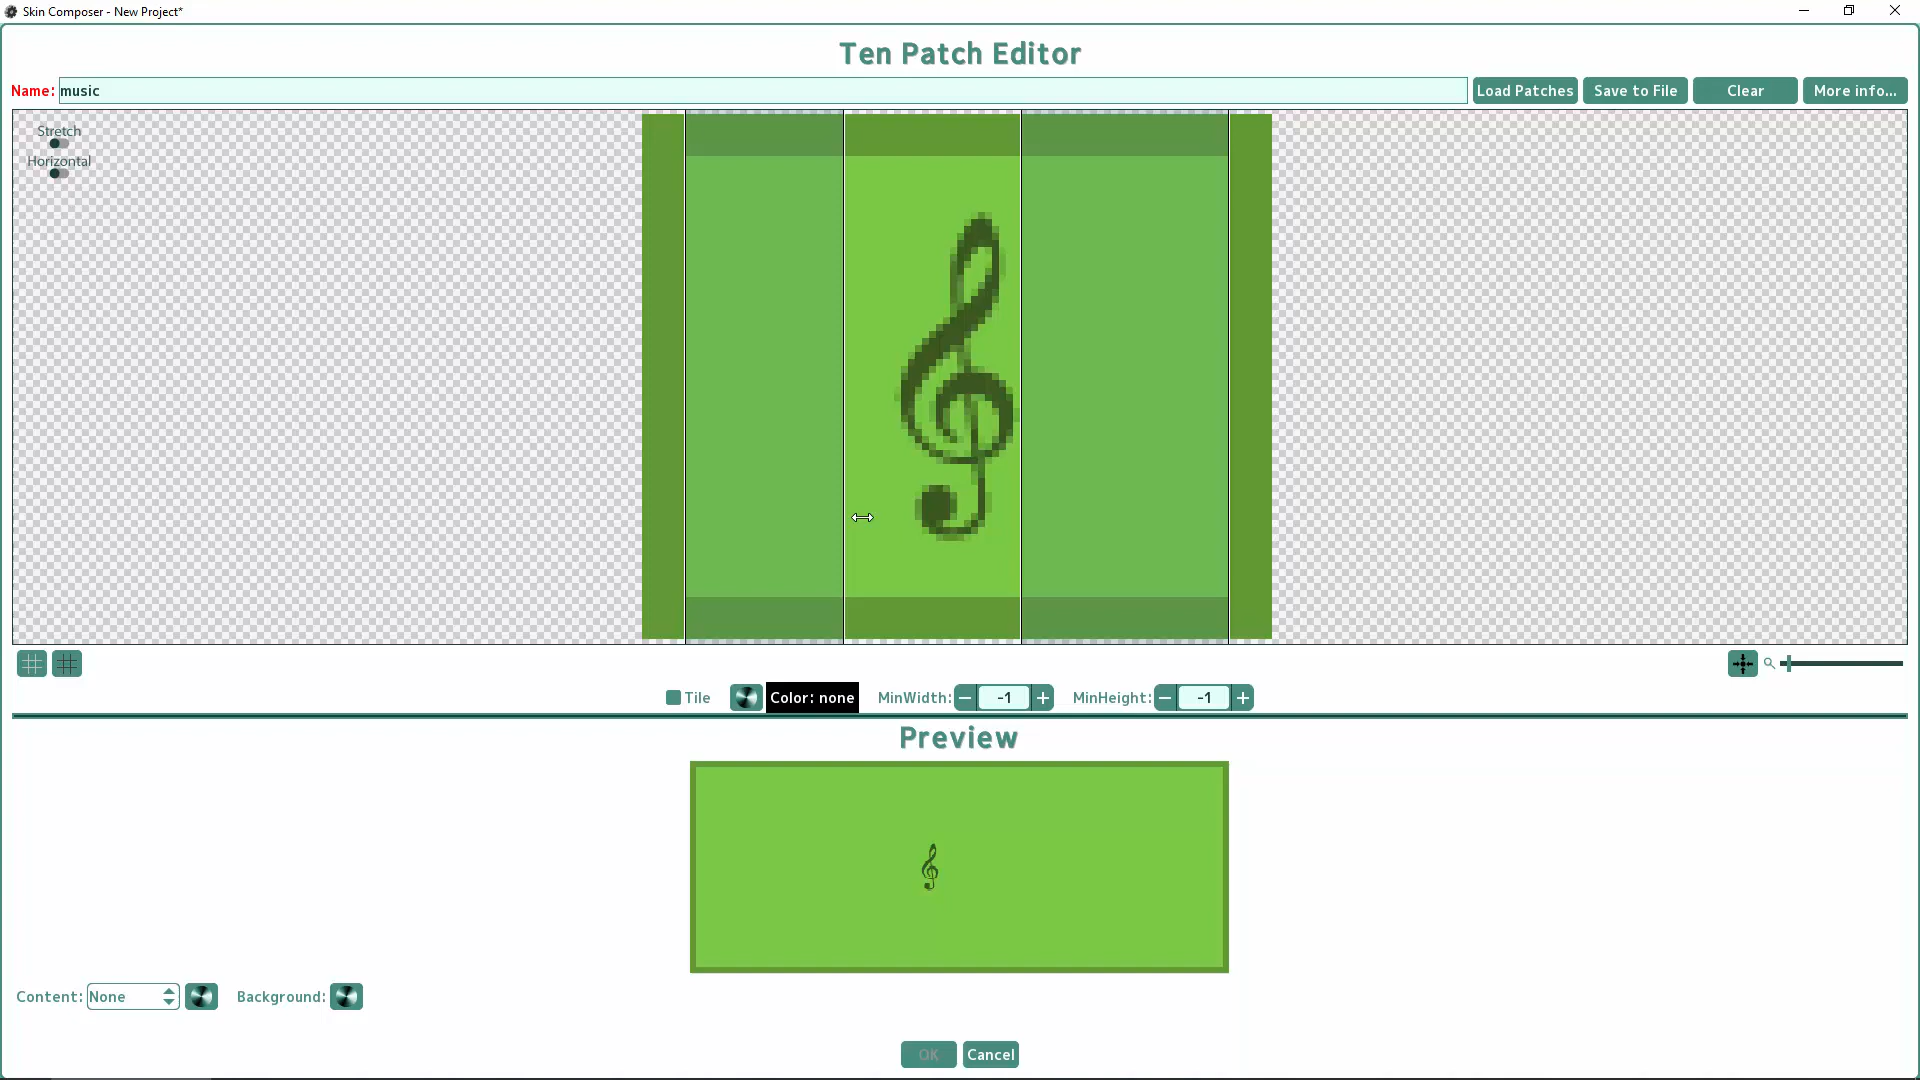 Skin Composer - New Project*
Ten Patch Editor
Name: music
Load Patches
Save to File
Clear
More info...
Stretch
Horizontal
Tile
Color: none
MinWidth: -1
MinHeight: -1
Preview
Content: None
Background:
OK
Cancel